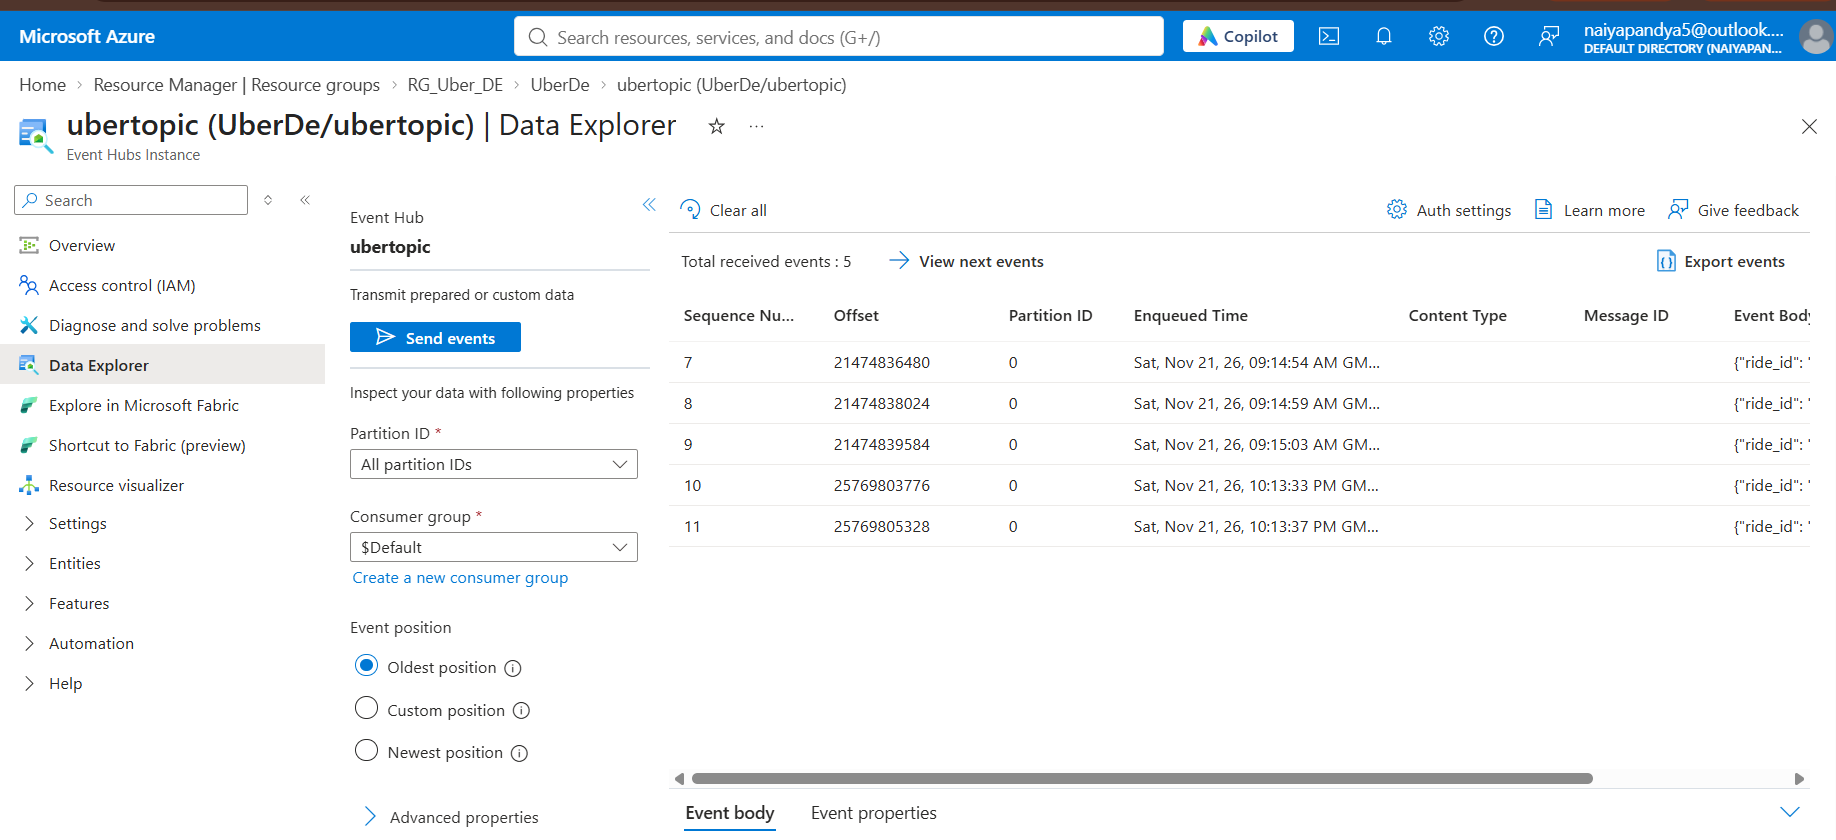 Microsoft Azure
Search resources, services, and docs (G+/)
Copilot
naiyapandya5@outlook....
DEFAULT DIRECTORY (NAIYAPAN...
Home
Resource Manager | Resource groups
RG_Uber_DE
UberDe
ubertopic (UberDe/ubertopic)
ubertopic (UberDe/ubertopic) | Data Explorer
...
Event Hubs Instance
Search
Overview
Access control (IAM)
Diagnose and solve problems
Data Explorer
Explore in Microsoft Fabric
Shortcut to Fabric (preview)
Resource visualizer
Settings
Entities
Features
Automation
Help
Event Hub
ubertopic
Transmit prepared or custom data
Send events
Inspect your data with following properties
Partition ID *
All partition IDs
Consumer group *
$Default
Create a new consumer group
Event position
Oldest position
Custom position
Newest position
Advanced properties
Clear all
Auth settings
Learn more
Give feedback
Total received events : 5
View next events
Export events
Sequence Nu... Offset Partition ID Enqueued Time Content Type Message ID Event Body
7 21474836480 0 Sat, Nov 21, 26, 09:14:54 AM GM... {"ride_id": "
8 21474838024 0 Sat, Nov 21, 26, 09:14:59 AM GM... {"ride_id": "
9 21474839584 0 Sat, Nov 21, 26, 09:15:03 AM GM... {"ride_id": "
10 25769803776 0 Sat, Nov 21, 26, 10:13:33 PM GM... {"ride_id": "
11 25769805328 0 Sat, Nov 21, 26, 10:13:37 PM GM... {"ride_id": "
Event body
Event properties